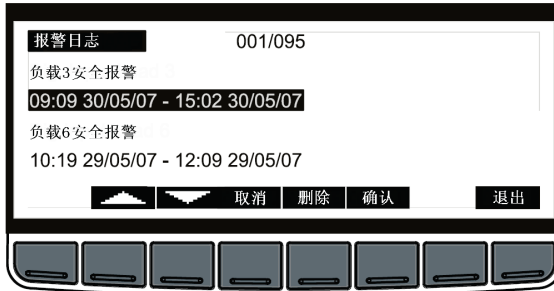 报警日志 001/095
负载3安全报警
09:09 30/05/07 - 15:02 30/05/07
负载6安全报警
10:19 29/05/07 - 12:09 29/05/07
取消 删除 确认 退出